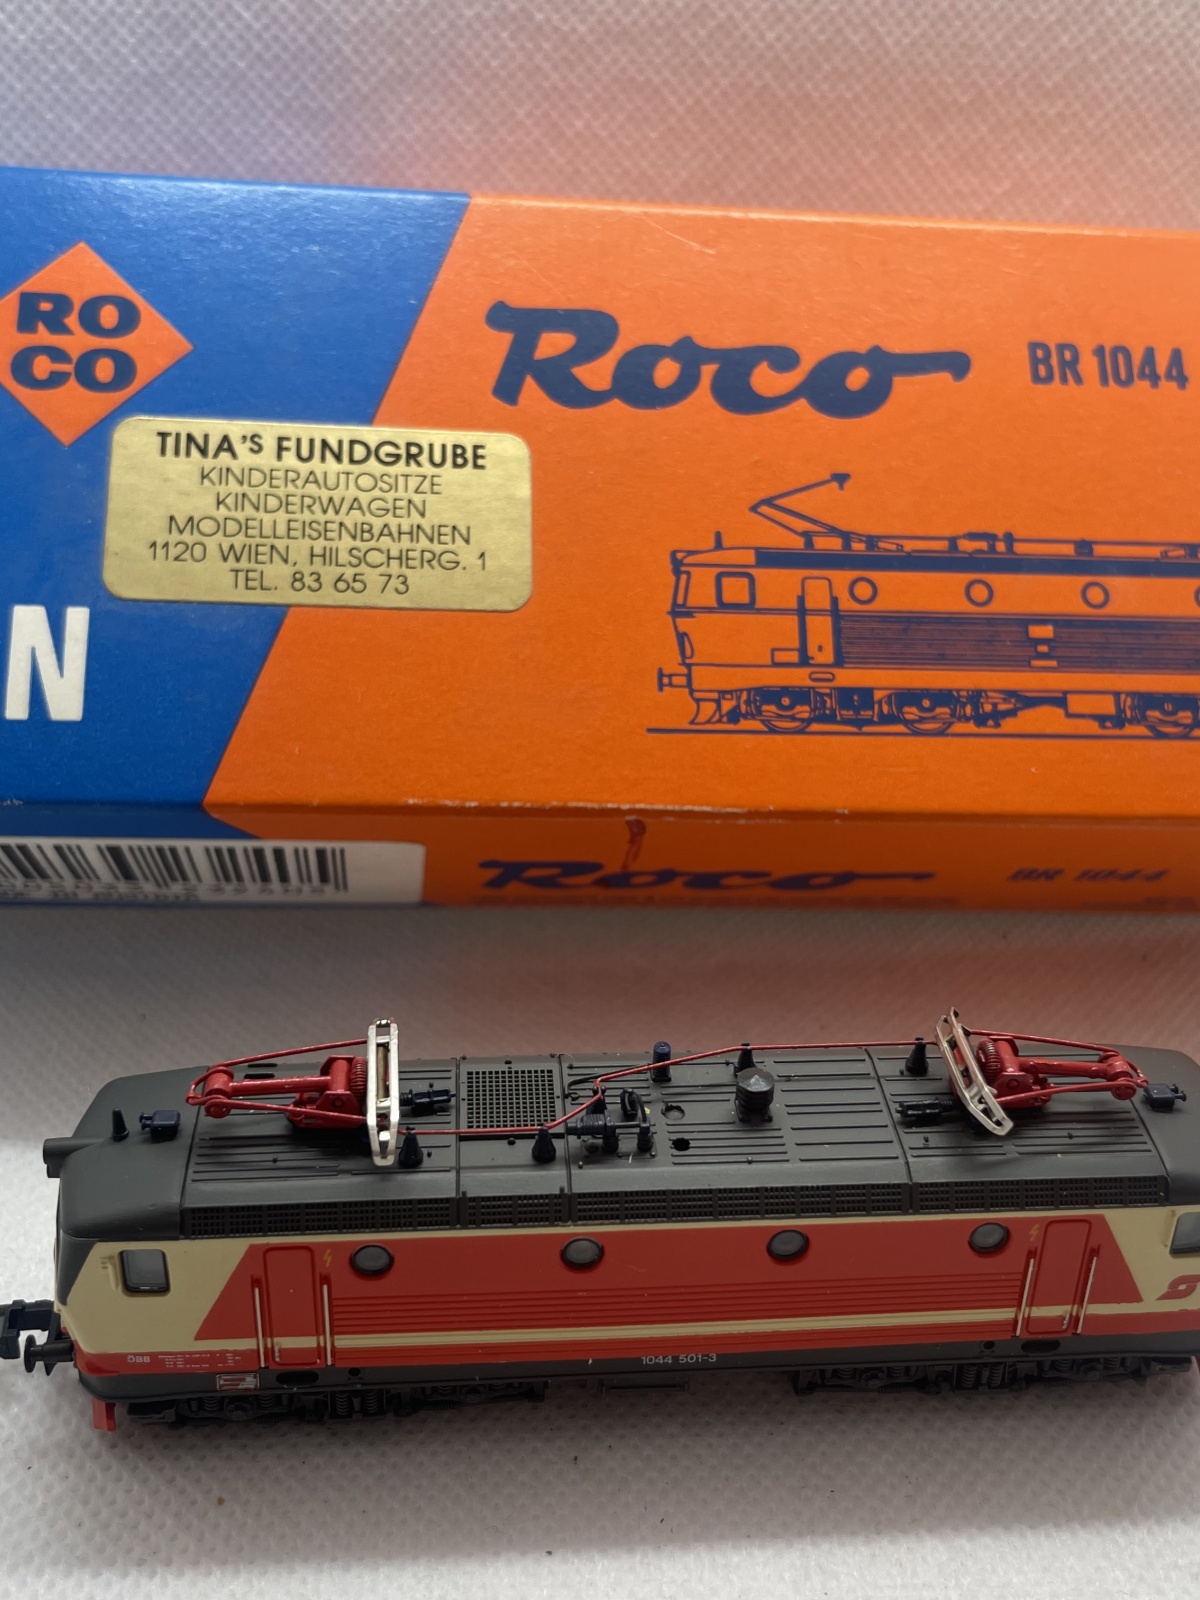 RO
CO
Roco
BR 1044
TINA'S FUNDGRUBE
KINDERAUTOSITZE
KINDERWAGEN
MODELLEISENBAHNEN
1120 WIEN, HILSCHERG. 1
TEL. 83 65 73
N
Roco
BR 1044
ÖBB
1044 501-3